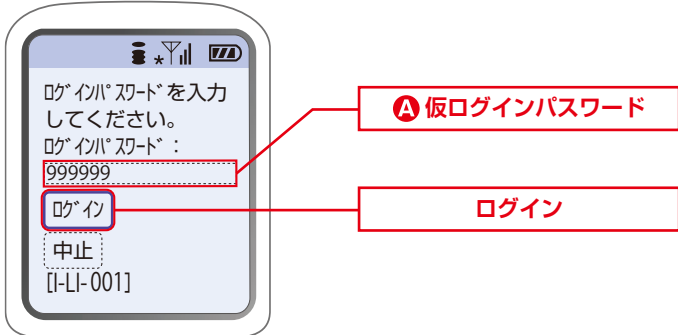 ﾛｸﾞｲﾝﾊﾟｽﾜｰﾄﾞを入力
してください。
ﾛｸﾞｲﾝﾊﾟｽﾜｰﾄﾞ：
999999
ﾛｸﾞｲﾝ
中止
[I-LI-001]
A 仮ログインパスワード
ログイン